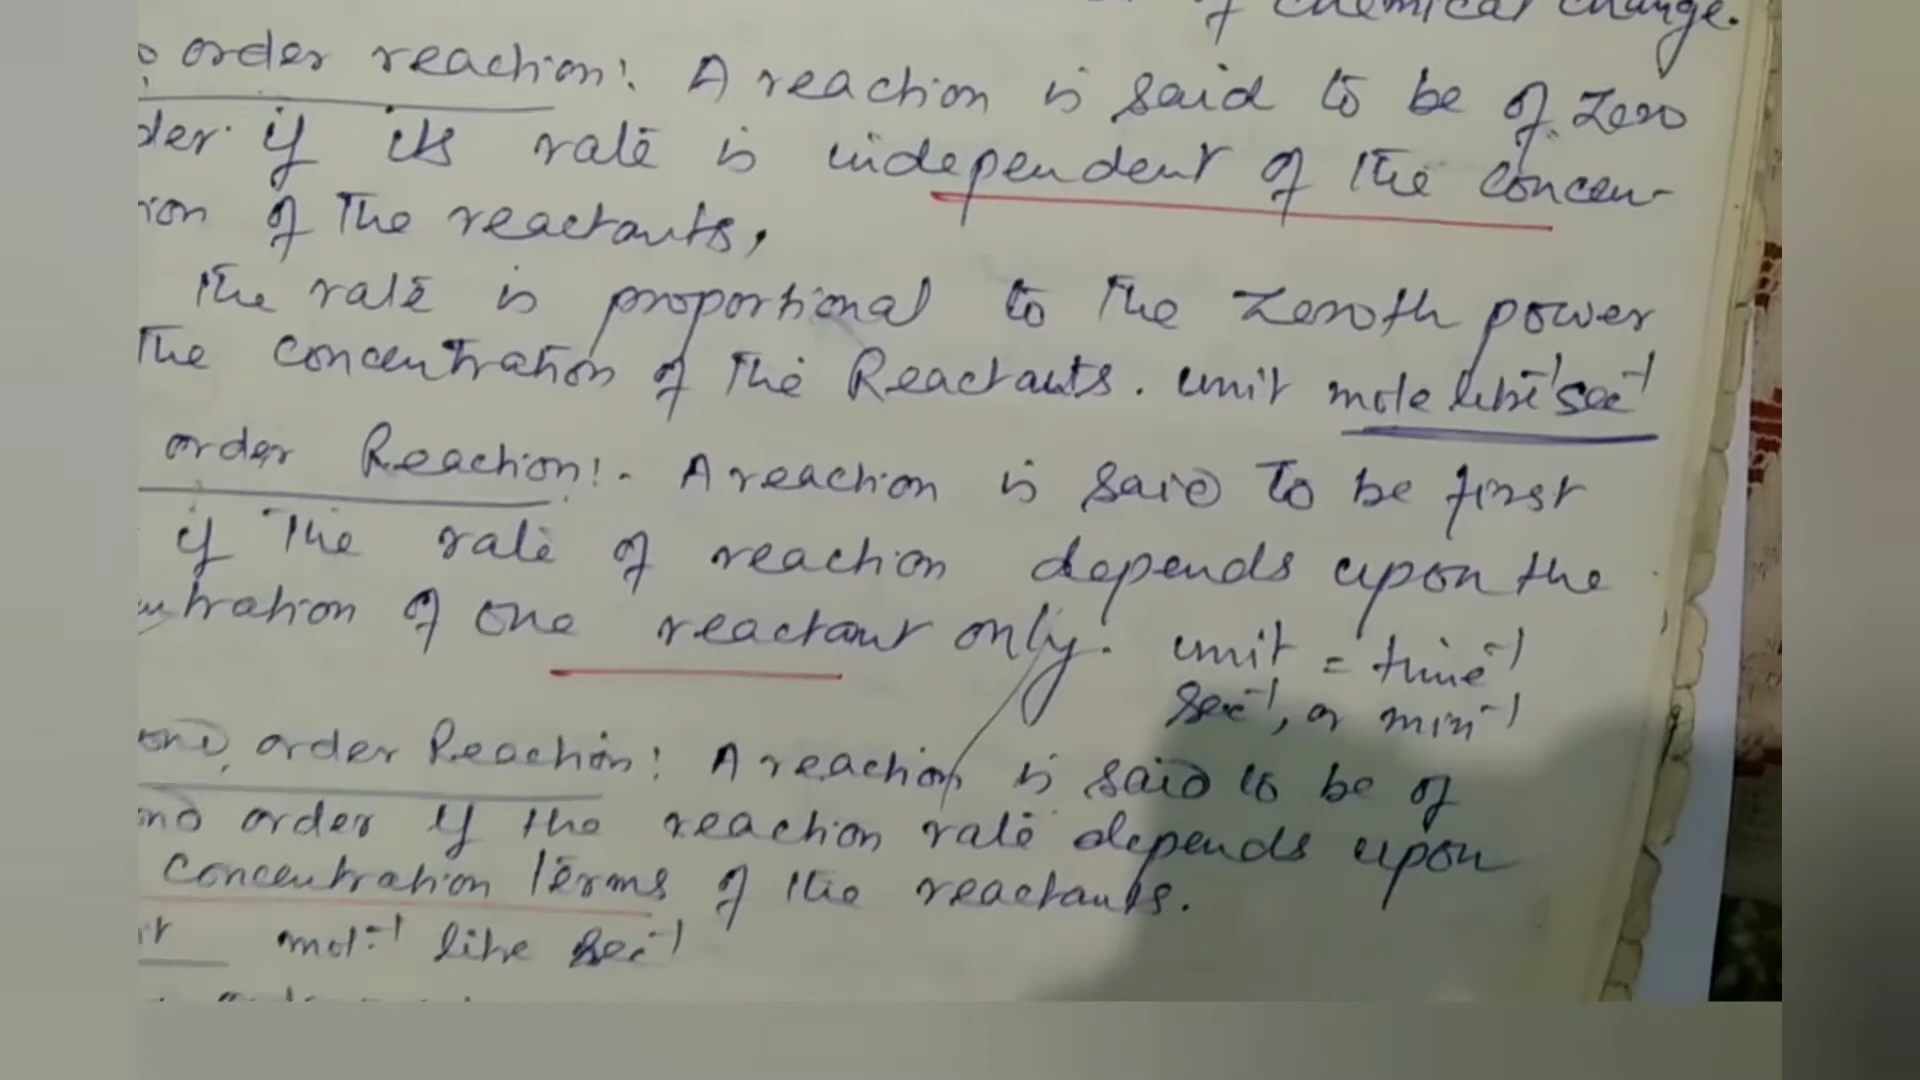 of chemical change.
o order reaction: A reaction is said to be of zero
der if its rate is independent of the concen-
ion of the reactants,
the rate is proportional to the zeroth power
the concentration of the Reactants. unit mole litre⁻¹ sec⁻¹
order Reaction:- A reaction is said to be first
if the rate of reaction depends upon the
ntration of one reactant only. unit = time⁻¹
sec⁻¹, or min⁻¹
ond order Reaction: A reaction is said to be of
ond order if the reaction rate depends upon
concentration terms of the reactants.
it mol⁻¹ litre sec⁻¹